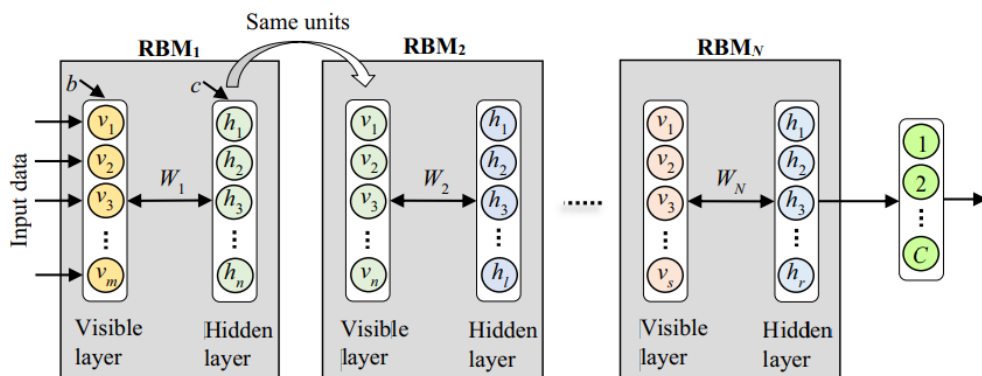 Same units
RBM1 RBM2 RBMN
b c
v1 h1 v1 h1 v1 h1 1
v2 h2 v2 h2 v2 h2 2
W1 W2 WN
v3 h3 v3 h3 ...... v3 h3
... ... ... ... ... ... ...
vm hn vn hl vs hr C
Input data
Visible layer Hidden layer Visible layer Hidden layer Visible layer Hidden layer